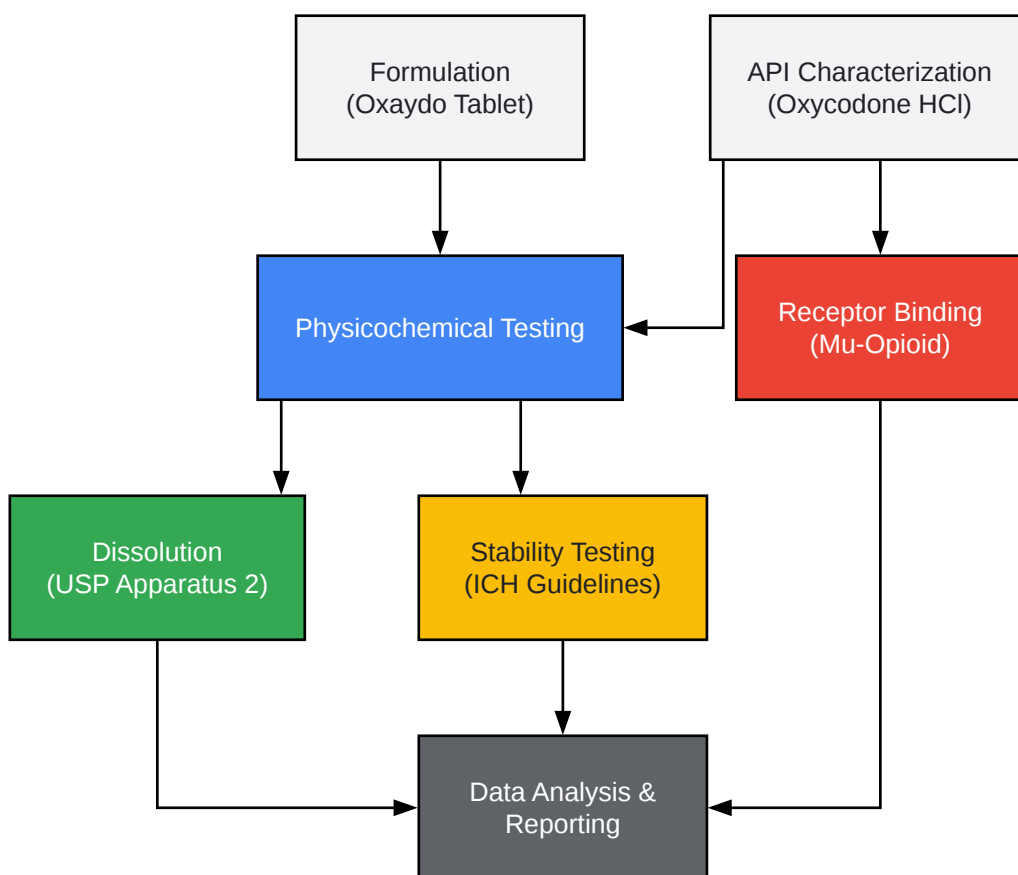 Formulation
(Oxaydo Tablet)
API Characterization
(Oxycodone HCl)
Physicochemical Testing
Receptor Binding
(Mu-Opioid)
Dissolution
(USP Apparatus 2)
Stability Testing
(ICH Guidelines)
Data Analysis &
Reporting